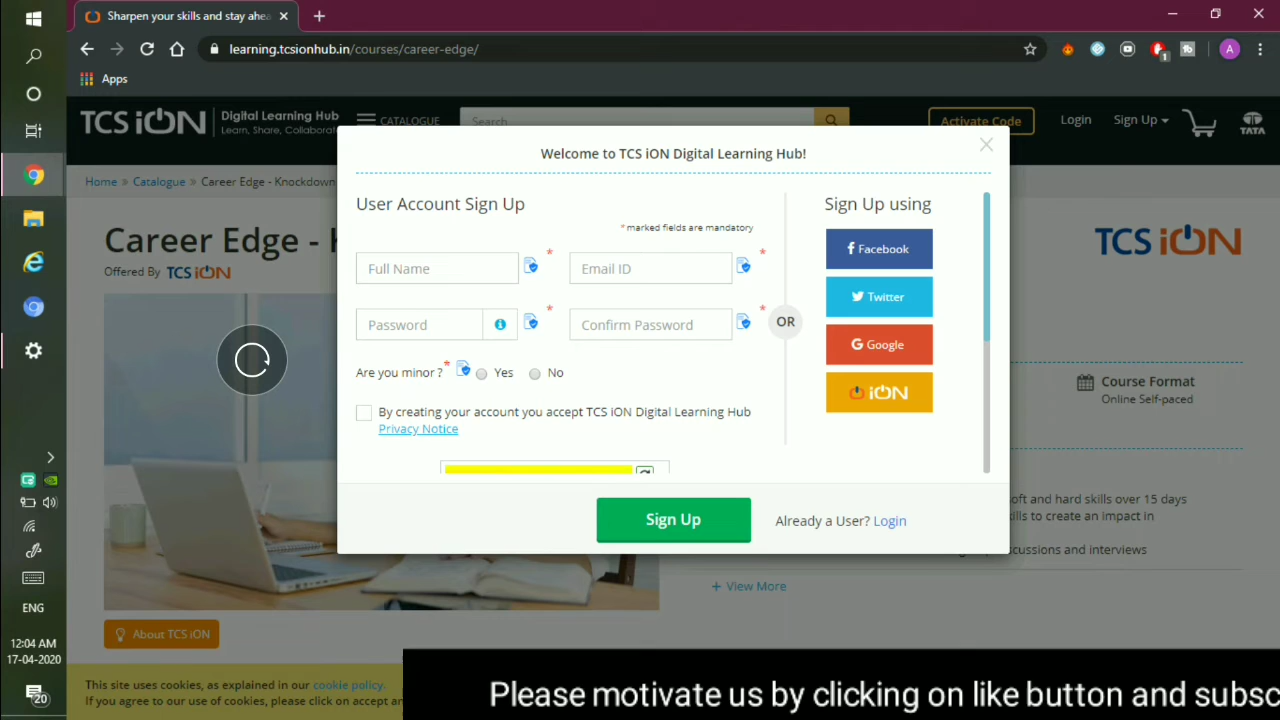 Sharpen your skills and stay ahea
learning.tcsionhub.in/courses/career-edge/
A
1
Apps
TCS iON
Digital Learning Hub
Learn, Share, Collaborat
CATALOGUE
Search
Activate Code
Login
Sign Up
TATA
Home » Catalogue » Career Edge - Knockdown
Career Edge - K
Offered By TCS iON
TCS iON
Welcome to TCS iON Digital Learning Hub!
User Account Sign Up
* marked fields are mandatory
Full Name *
Email ID *
Password *
Confirm Password *
Are you minor? * Yes No
By creating your account you accept TCS iON Digital Learning Hub
Privacy Notice
OR
Sign Up using
Facebook
Twitter
Google
iON
Sign Up
Already a User? Login
Course Format
Online Self-paced
oft and hard skills over 15 days
ills to create an impact in
cussions and interviews
+ View More
About TCS iON
This site uses cookies, as explained in our cookie policy.
If you agree to our use of cookies, please click on accept an
Please motivate us by clicking on like button and subsc
ENG
12:04 AM
17-04-2020
20